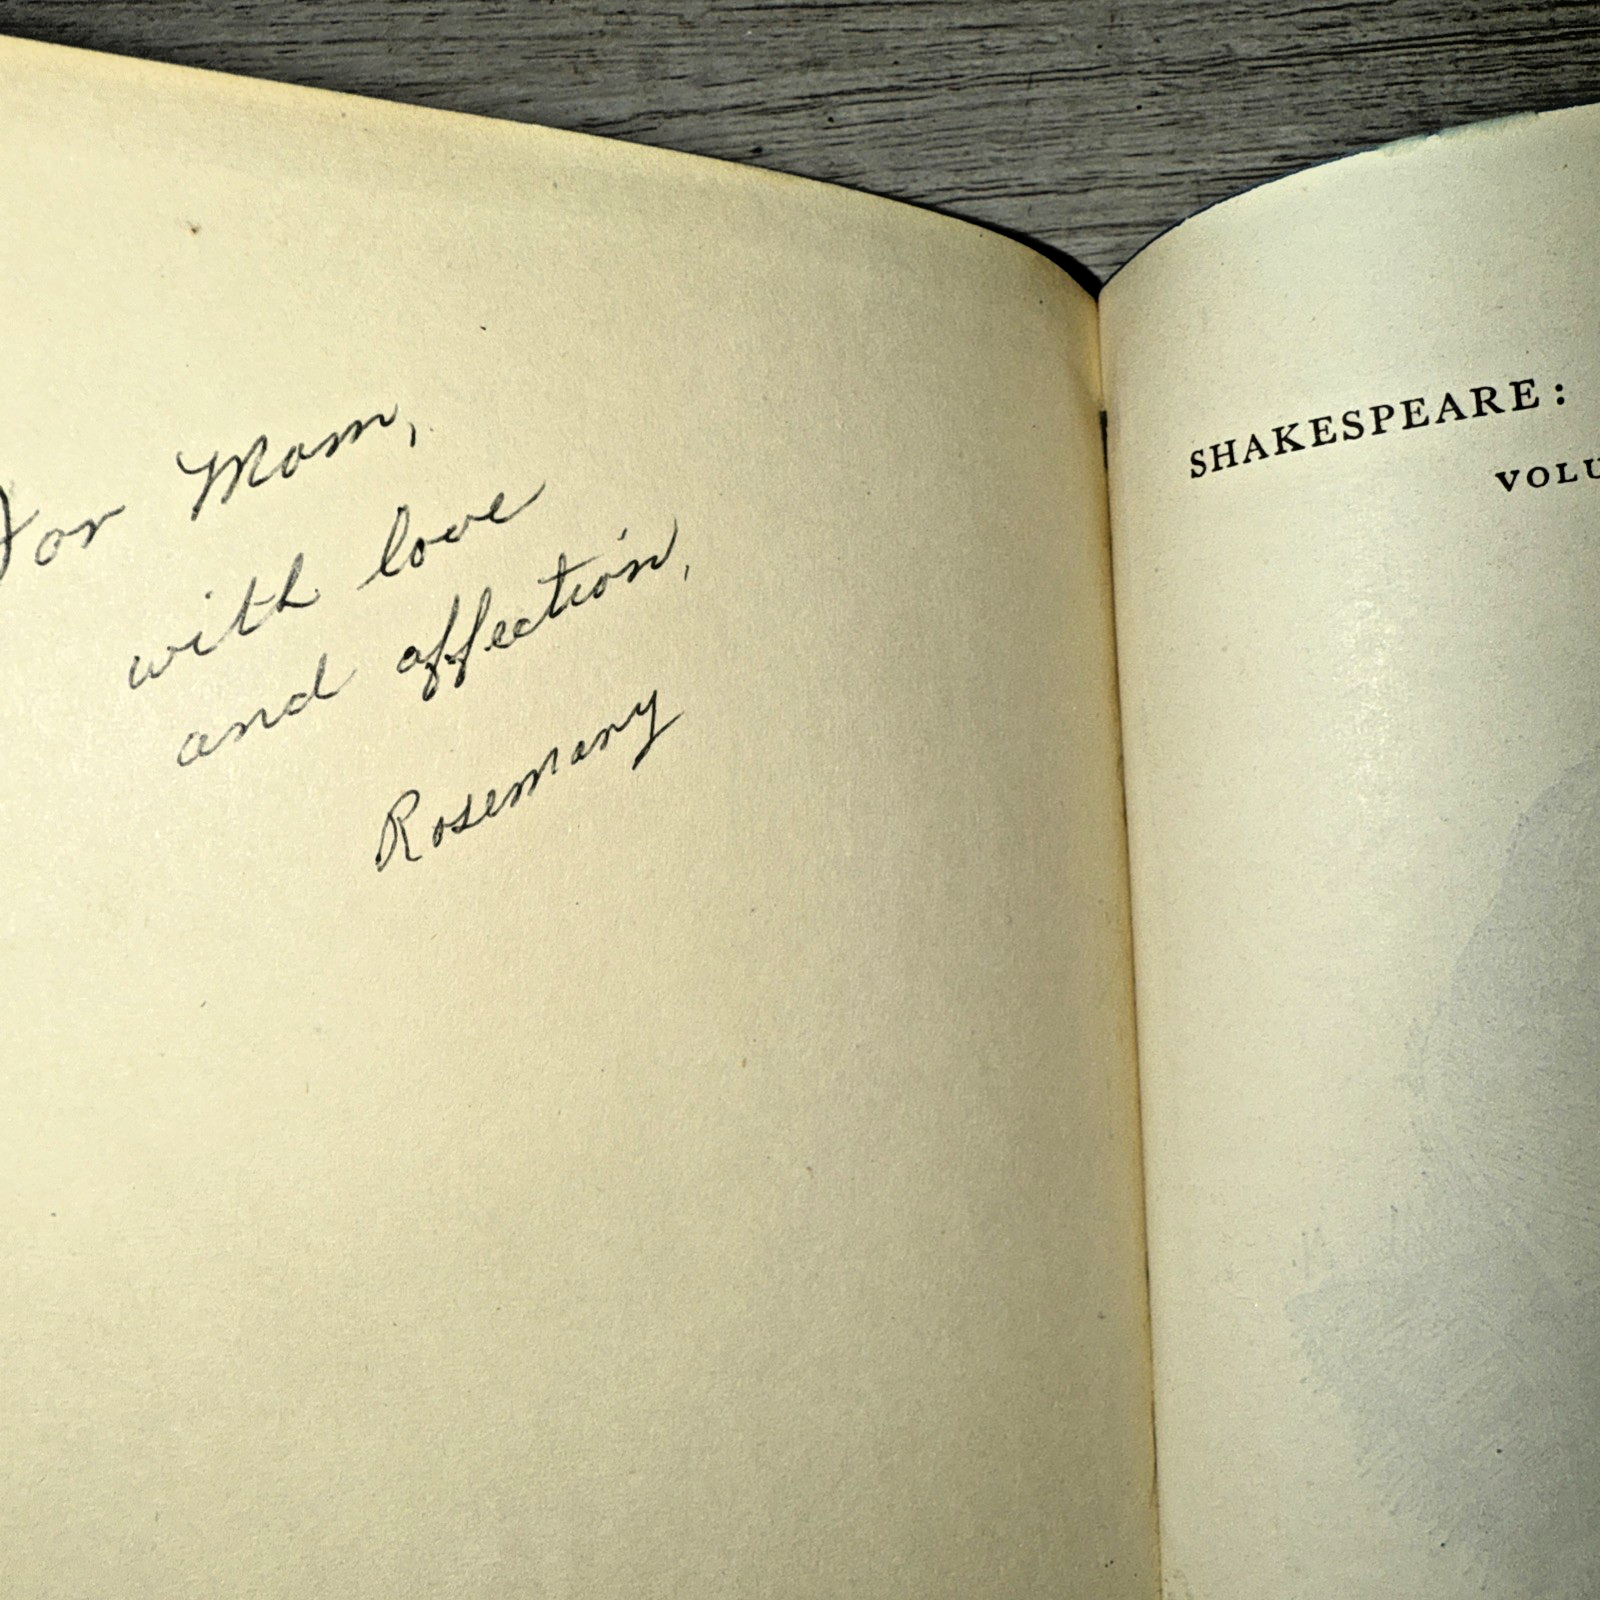 For Mom,
with love
and affection,
Rosemary
SHAKESPEARE:
VOLU